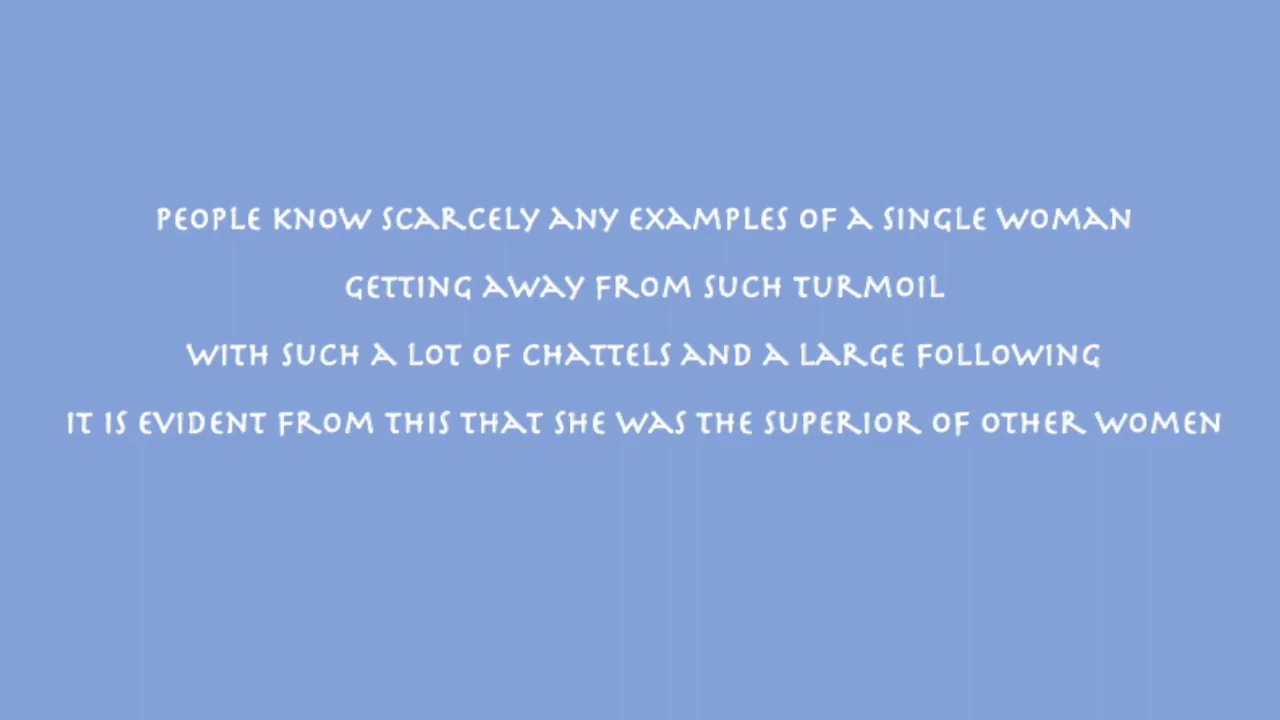 PEOPLE KNOW SCARCELY ANY EXAMPLES OF A SINGLE WOMAN
GETTING AWAY FROM SUCH TURMOIL
WITH SUCH A LOT OF CHATTELS AND A LARGE FOLLOWING
IT IS EVIDENT FROM THIS THAT SHE WAS THE SUPERIOR OF OTHER WOMEN